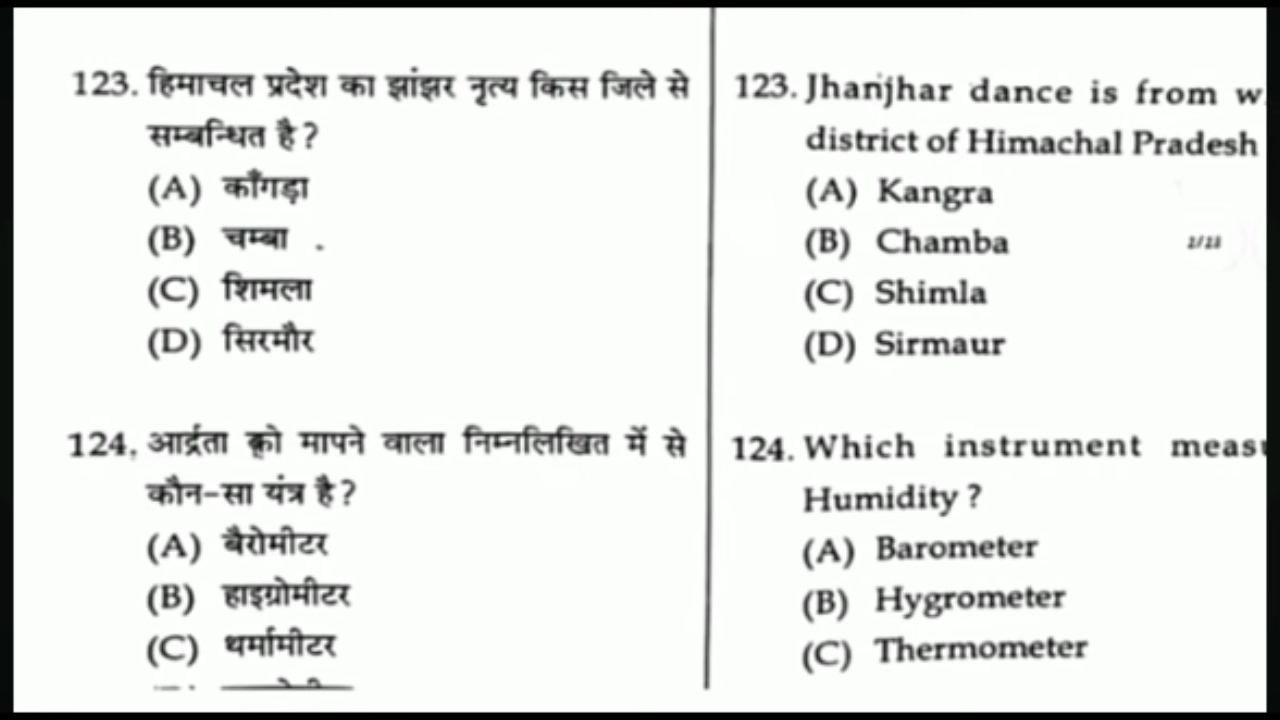 123. हिमाचल प्रदेश का झांझर नृत्य किस जिले से
सम्बन्धित है ?
(A) काँगड़ा
(B) चम्बा .
(C) शिमला
(D) सिरमौर
124. आर्द्रता को मापने वाला निम्नलिखित में से
कौन-सा यंत्र है ?
(A) बैरोमीटर
(B) हाइग्रोमीटर
(C) थर्मामीटर
123. Jhanjhar dance is from
district of Himachal Pradesh
(A) Kangra
(B) Chamba
(C) Shimla
(D) Sirmaur
124. Which instrument
Humidity ?
(A) Barometer
(B) Hygrometer
(C) Thermometer